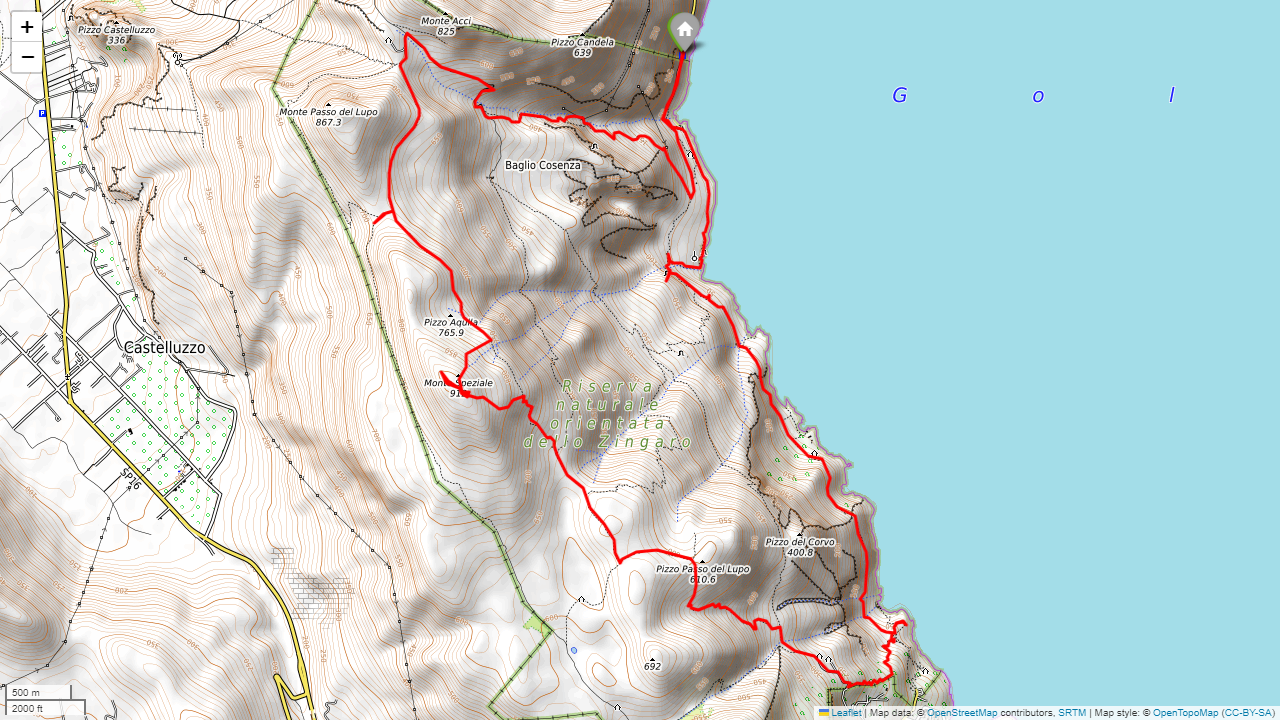 +
−
Pizzo Castelluzzo
336
Monte Acci
825
Pizzo Candela
639
G o l
Monte Passo del Lupo
867.3
Baglio Cosenza
Castelluzzo
Pizzo Aquila
765.9
Monte Speziale
Riserva
naturale
orientata
dello Zingaro
SP16
Pizzo del Corvo
400.8
Pizzo Passo del Lupo
610.6
692
500 m
2000 ft
Leaflet | Map data: © OpenStreetMap contributors, SRTM | Map style: © OpenTopoMap (CC-BY-SA)